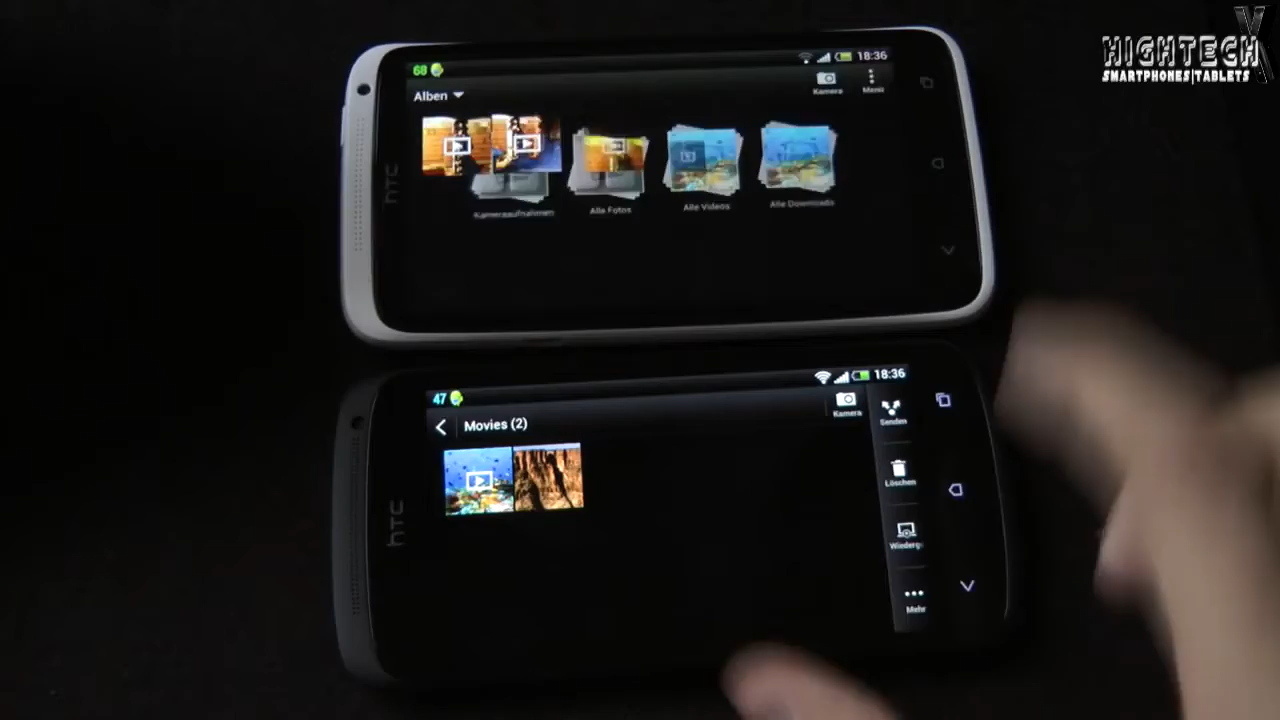 HIGHTECH X
SMARTPHONES|TABLETS
68
18:36
Alben
Kamera
Menü
Kameraaufnahmen
Alle Fotos
Alle Videos
Alle Downloads
htc
47
18:36
Movies (2)
Kamera
Senden
Löschen
Wiederg
Mehr
htc